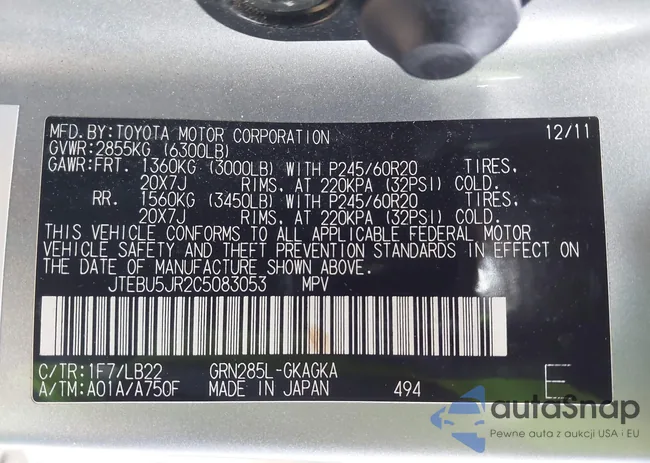 MFD.BY:TOYOTA MOTOR CORPORATION 12/11
GVWR:2855KG (6300LB)
GAWR:FRT. 1360KG (3000LB) WITH P245/60R20 TIRES.
20X7J RIMS, AT 220KPA (32PSI) COLD.
RR. 1560KG (3450LB) WITH P245/60R20 TIRES.
20X7J RIMS, AT 220KPA (32PSI) COLD.
THIS VEHICLE CONFORMS TO ALL APPLICABLE FEDERAL MOTOR
VEHICLE SAFETY AND THEFT PREVENTION STANDARDS IN EFFECT ON
THE DATE OF MANUFACTURE SHOWN ABOVE.
JTEBU5JR2C5083053 MPV
C/TR:1F7/LB22 GRN285L-GKAGKA
A/TM:A01A/A750F MADE IN JAPAN 494 E
autaSnap
Pewne auta z aukcji USA i EU